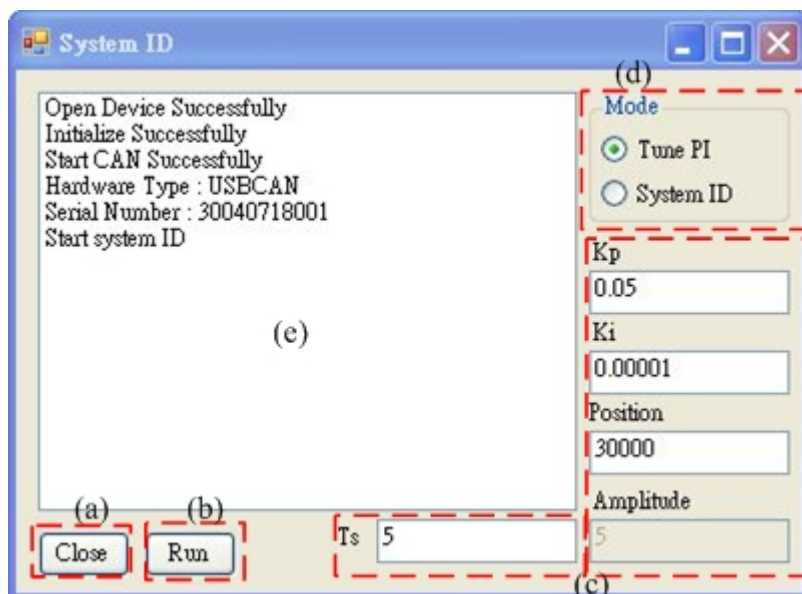 System ID
(d)
Open Device Successfully
Initialize Successfully
Start CAN Successfully
Hardware Type : USBCAN
Serial Number : 30040718001
Start system ID
(e)
Mode
Tune PI
System ID
Kp
0.05
Ki
0.00001
Position
30000
Amplitude
5
(a)
(b)
Close
Run
Ts
5
(c)